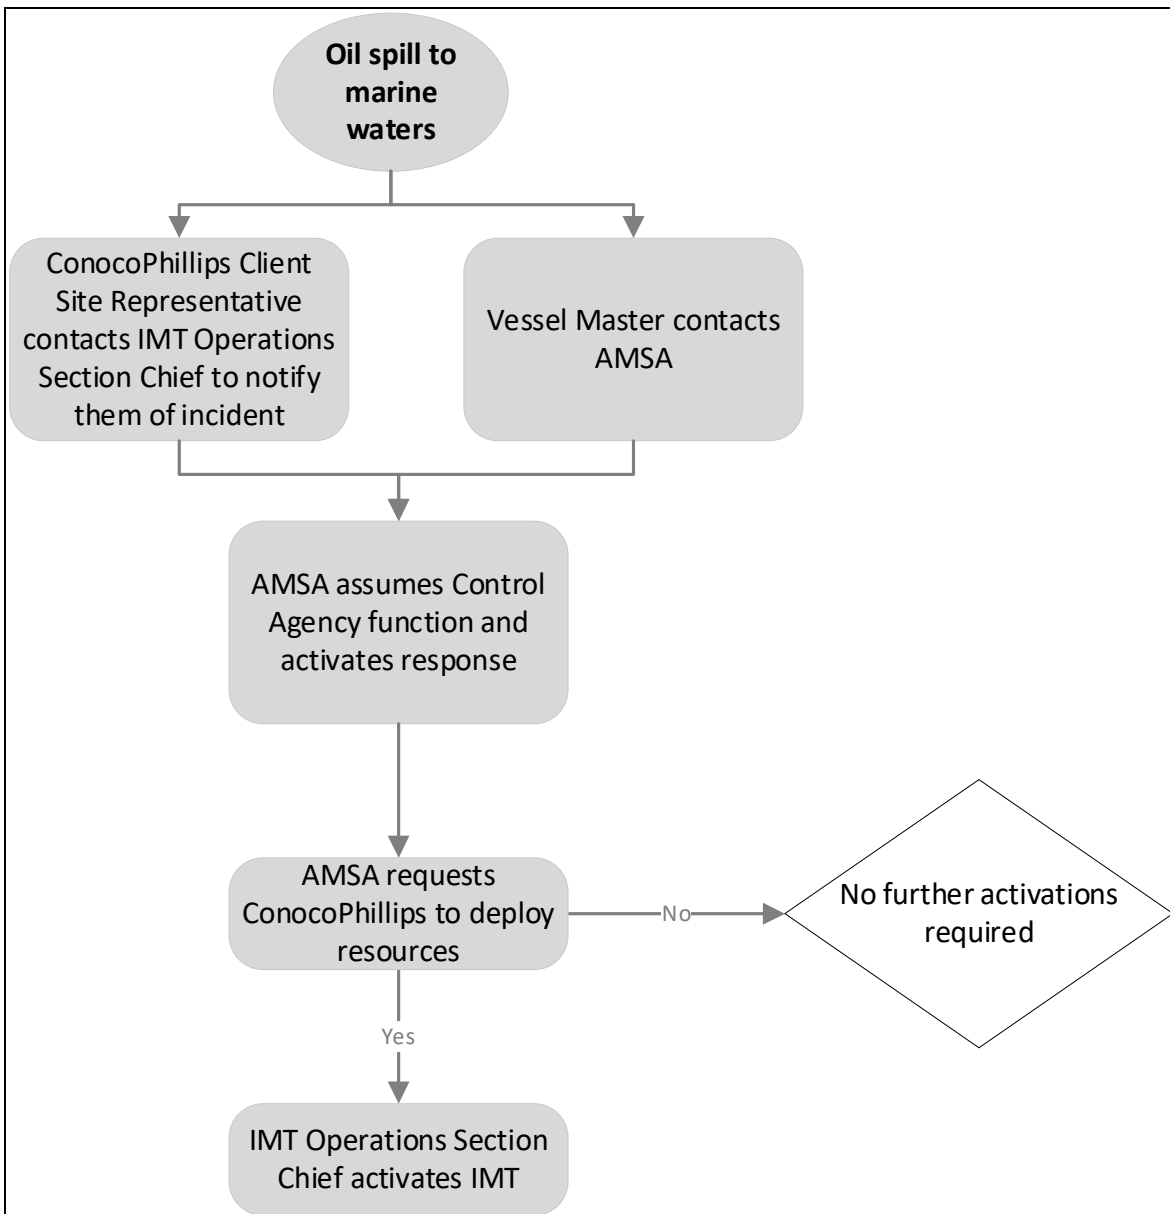 Oil spill to
marine
waters
ConocoPhillips Client
Site Representative
contacts IMT Operations
Section Chief to notify
them of incident
Vessel Master contacts
AMSA
AMSA assumes Control
Agency function and
activates response
AMSA requests
ConocoPhillips to deploy
resources
No
No further activations
required
Yes
IMT Operations Section
Chief activates IMT